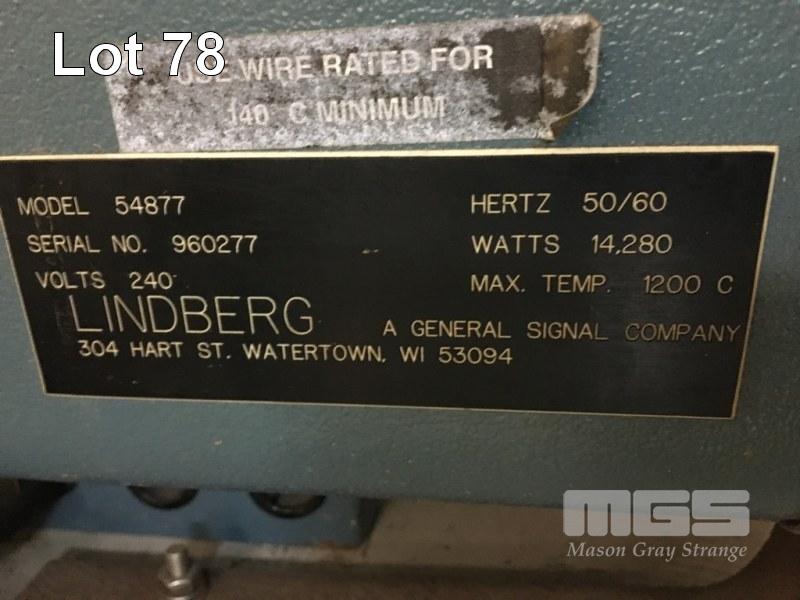 Lot 78
USE WIRE RATED FOR
140 C MINIMUM
MODEL 54877
HERTZ 50/60
SERIAL NO. 960277
WATTS 14,280
VOLTS 240
MAX. TEMP. 1200 C
LINDBERG A GENERAL SIGNAL COMPANY
304 HART ST. WATERTOWN, WI 53094
MGS
Mason Gray Strange